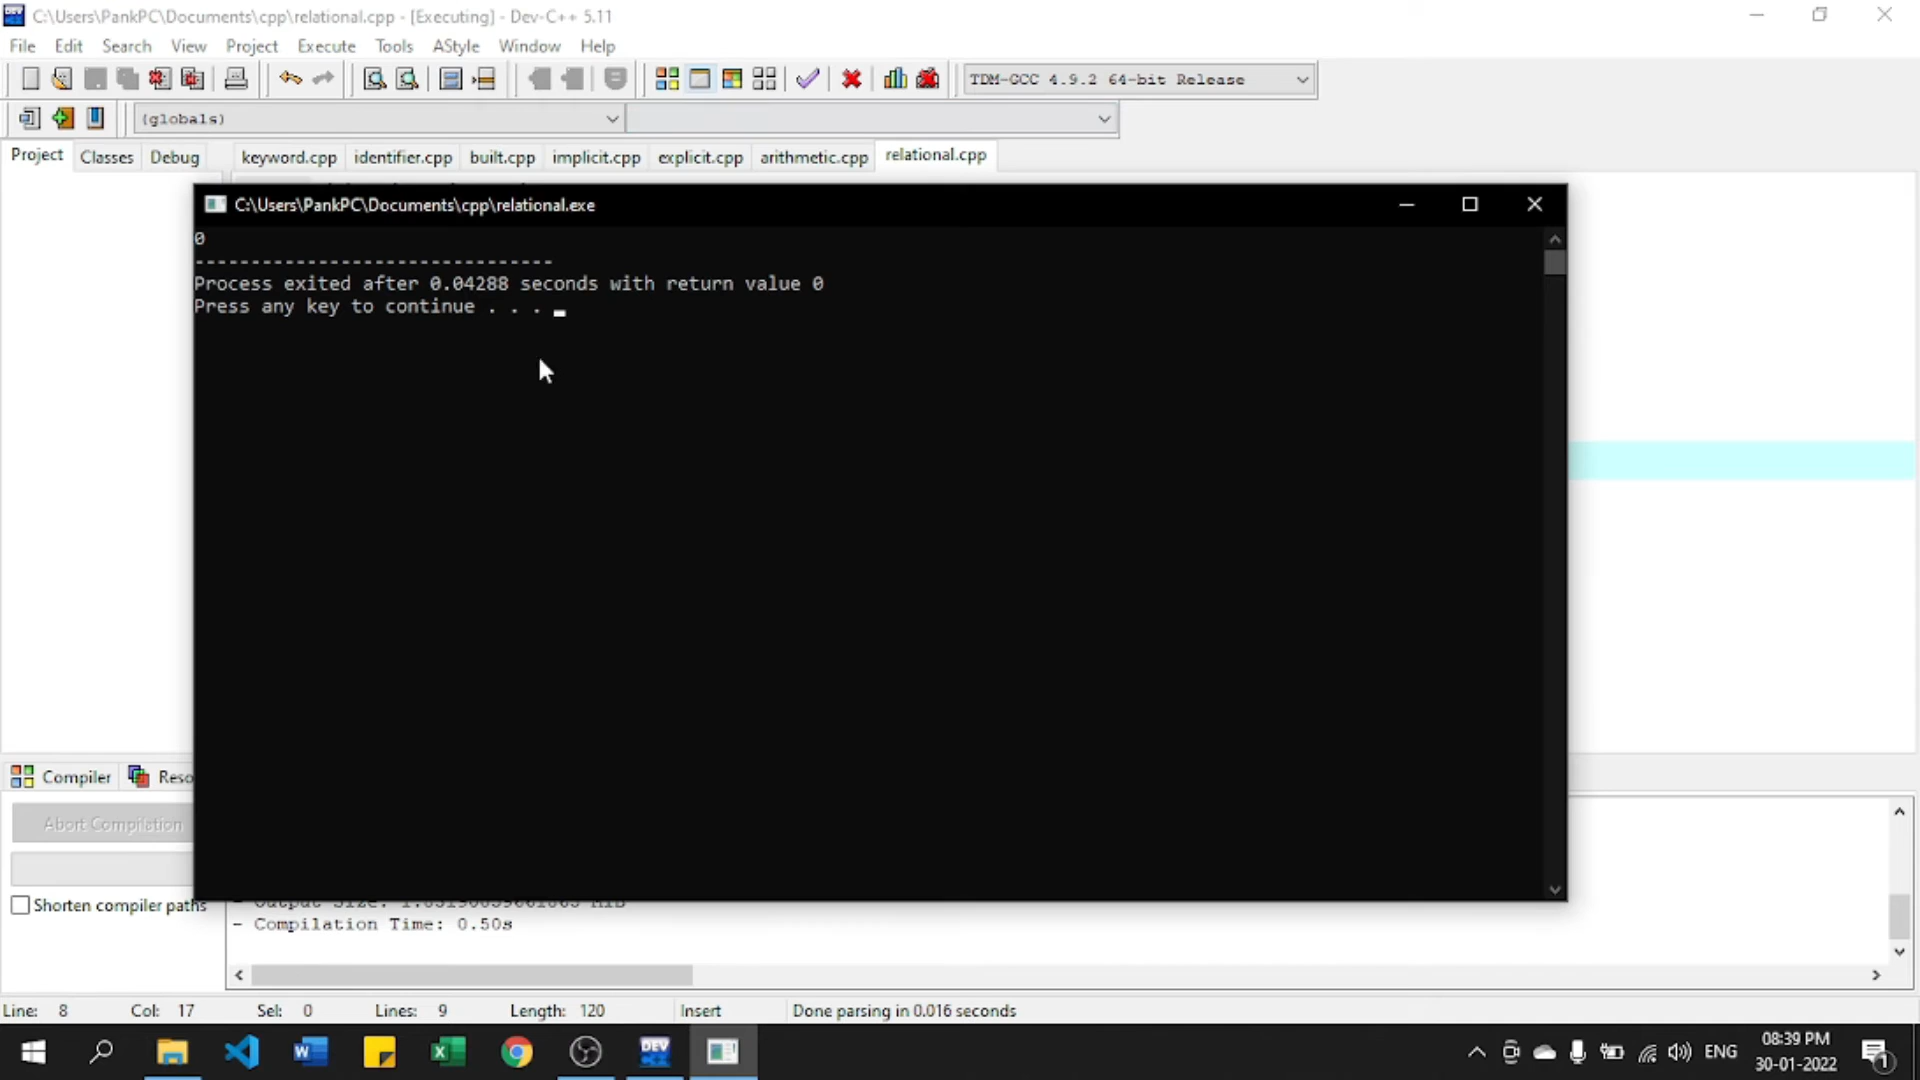 C:\Users\PankPC\Documents\cpp\relational.cpp - [Executing] - Dev-C++ 5.11
File Edit Search View Project Execute Tools AStyle Window Help
TDM-GCC 4.9.2 64-bit Release
(globals)
Project Classes Debug keyword.cpp identifier.cpp built.cpp implicit.cpp explicit.cpp arithmetic.cpp relational.cpp
C:\Users\PankPC\Documents\cpp\relational.exe
0
--------------------------------
Process exited after 0.04288 seconds with return value 0
Press any key to continue . . .
Compiler Reso
Abort Compilation
Shorten compiler paths
- Output Size:
- Compilation Time: 0.50s
Line: 8 Col: 17 Sel: 0 Lines: 9 Length: 120 Insert Done parsing in 0.016 seconds
DEV
ENG
08:39 PM
30-01-2022
1